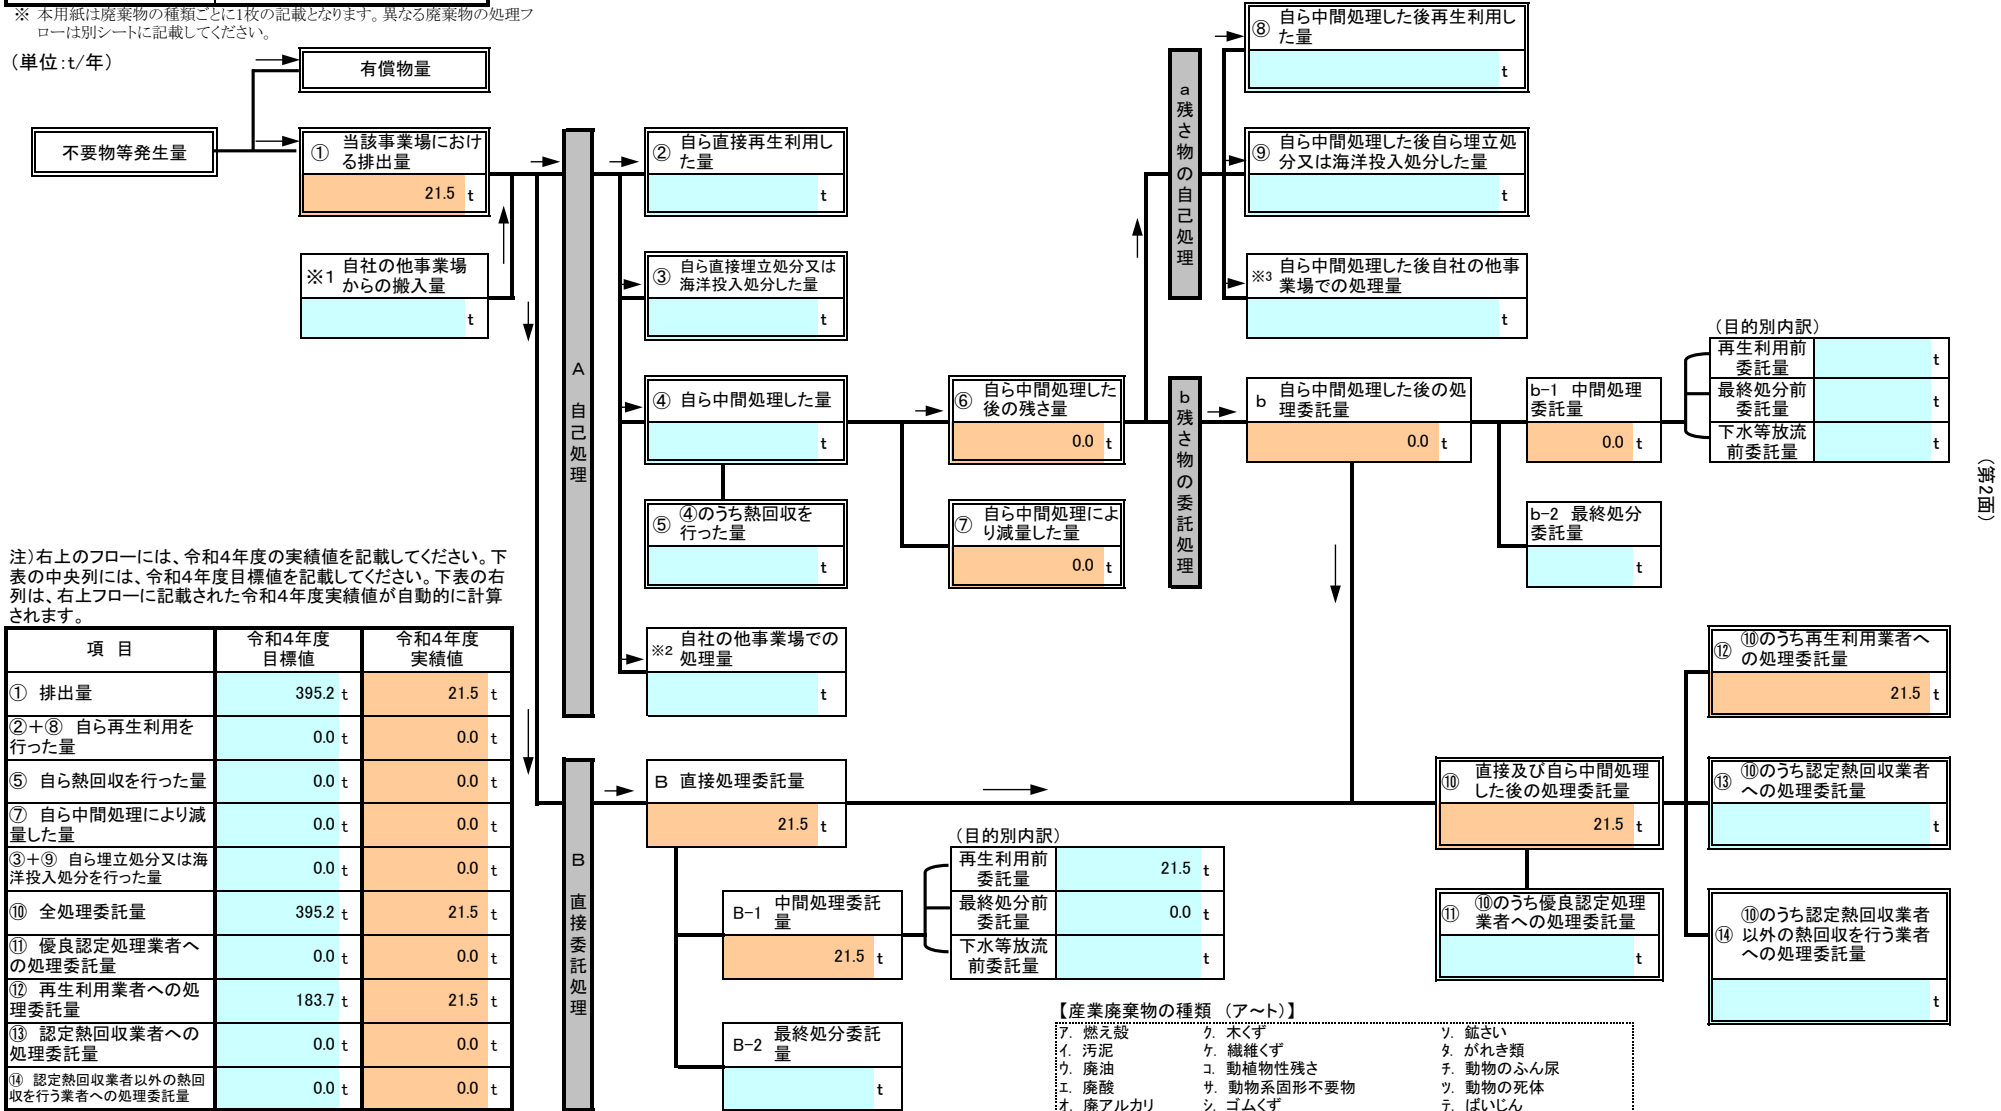 ※ 本用紙は廃棄物の種類ごとに1枚の記載となります。異なる廃棄物の処理フ
ローは別シートに記載してください。
(単位:t/年)
有償物量
不要物等発生量
① 当該事業場におけ
る排出量
21.5 t
※1 自社の他事業場
からの搬入量
t
A 自己処理
② 自ら直接再生利用し
た量
t
③ 自ら直接埋立処分又は
海洋投入処分した量
t
④ 自ら中間処理した量
t
⑤ ④のうち熱回収を
行った量
t
※2 自社の他事業場での
処理量
t
⑥ 自ら中間処理した
後の残さ量
0.0 t
⑦ 自ら中間処理によ
り減量した量
0.0 t
a 残さ物の自己処理
⑧ 自ら中間処理した後再生利用し
た量
t
⑨ 自ら中間処理した後自ら埋立処
分又は海洋投入処分した量
t
※3 自ら中間処理した後自社の他事
業場での処理量
t
b 残さ物の委託処理
b 自ら中間処理した後の処
理委託量
0.0 t
b-1 中間処理
委託量
0.0 t
b-2 最終処分
委託量
t
(目的別内訳)
再生利用前
委託量
t
最終処分前
委託量
t
下水等放流
前委託量
t
(第2面)
注)右上のフローには、令和4年度の実績値を記載してください。下
表の中央列には、令和4年度目標値を記載してください。下表の右
列は、右上フローに記載された令和4年度実績値が自動的に計算
されます。
項 目
令和4年度
目標値
令和4年度
実績値
① 排出量 395.2 t 21.5 t
②+⑧ 自ら再生利用を
行った量 0.0 t 0.0 t
⑤ 自ら熱回収を行った量 0.0 t 0.0 t
⑦ 自ら中間処理により減
量した量 0.0 t 0.0 t
③+⑨ 自ら埋立処分又は海
洋投入処分を行った量 0.0 t 0.0 t
⑩ 全処理委託量 395.2 t 21.5 t
⑪ 優良認定処理業者へ
の処理委託量 0.0 t 0.0 t
⑫ 再生利用業者への処
理委託量 183.7 t 21.5 t
⑬ 認定熱回収業者への
処理委託量 0.0 t 0.0 t
⑭ 認定熱回収業者以外の熱回
収を行う業者への処理委託量 0.0 t 0.0 t
B 直接委託処理
B 直接処理委託量
21.5 t
B-1 中間処理委託
量
21.5 t
B-2 最終処分委託
量
t
(目的別内訳)
再生利用前
委託量
21.5 t
最終処分前
委託量
0.0 t
下水等放流
前委託量
t
⑩ 直接及び自ら中間処理
した後の処理委託量
21.5 t
⑪ ⑩のうち優良認定処理
業者への処理委託量
t
⑫ ⑩のうち再生利用業者へ
の処理委託量
21.5 t
⑬ ⑩のうち認定熱回収業者
への処理委託量
t
⑭ ⑩のうち認定熱回収業者
以外の熱回収を行う業者
への処理委託量
t
【産業廃棄物の種類 (ア~ト)】
ア. 燃え殻 ク. 木くず ソ. 鉱さい
イ. 汚泥 ケ. 繊維くず タ. がれき類
ウ. 廃油 コ. 動植物性残さ チ. 動物のふん尿
エ. 廃酸 サ. 動物系固形不要物 ツ. 動物の死体
オ. 廃アルカリ シ. ゴムくず テ. ばいじん